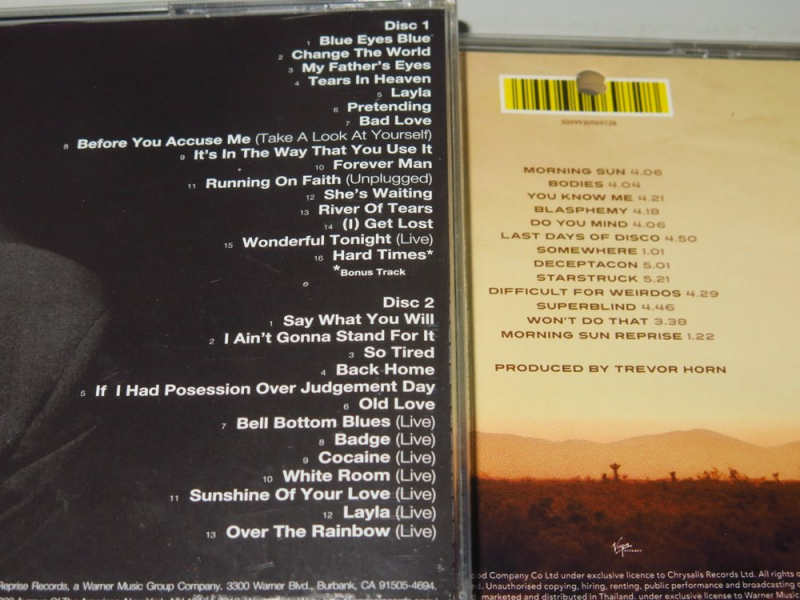 Disc 1
1 Blue Eyes Blue
2 Change The World
3 My Father's Eyes
4 Tears In Heaven
5 Layla
6 Pretending
7 Bad Love
8 Before You Accuse Me (Take A Look At Yourself)
9 It's In The Way That You Use It
10 Forever Man
11 Running On Faith (Unplugged)
12 She's Waiting
13 River Of Tears
14 (I) Get Lost
15 Wonderful Tonight (Live)
16 Hard Times*
*Bonus Track
Disc 2
1 Say What You Will
2 I Ain't Gonna Stand For It
3 So Tired
4 Back Home
5 If I Had Posession Over Judgement Day
6 Old Love
7 Bell Bottom Blues (Live)
8 Badge (Live)
9 Cocaine (Live)
10 White Room (Live)
11 Sunshine Of Your Love (Live)
12 Layla (Live)
13 Over The Rainbow (Live)
Reprise Records, a Warner Music Group Company, 3300 Warner Blvd., Burbank, CA 91505-4694.
5099930969728
MORNING SUN 4.06
BODIES 4.04
YOU KNOW ME 4.21
BLASPHEMY 4.18
DO YOU MIND 4.06
LAST DAYS OF DISCO 4.50
SOMEWHERE 1.01
DECEPTACON 5.01
STARSTRUCK 5.21
DIFFICULT FOR WEIRDOS 4.29
SUPERBLIND 4.46
WON'T DO THAT 3.38
MORNING SUN REPRISE 1.22
PRODUCED BY TREVOR HORN
Virgin
Company Co Ltd under exclusive licence to Chrysalis Records Ltd. All rights
Unauthorised copying, hiring, renting, public performance and broadcasting
marketed and distributed in Thailand. under exclusive license to Warner Music